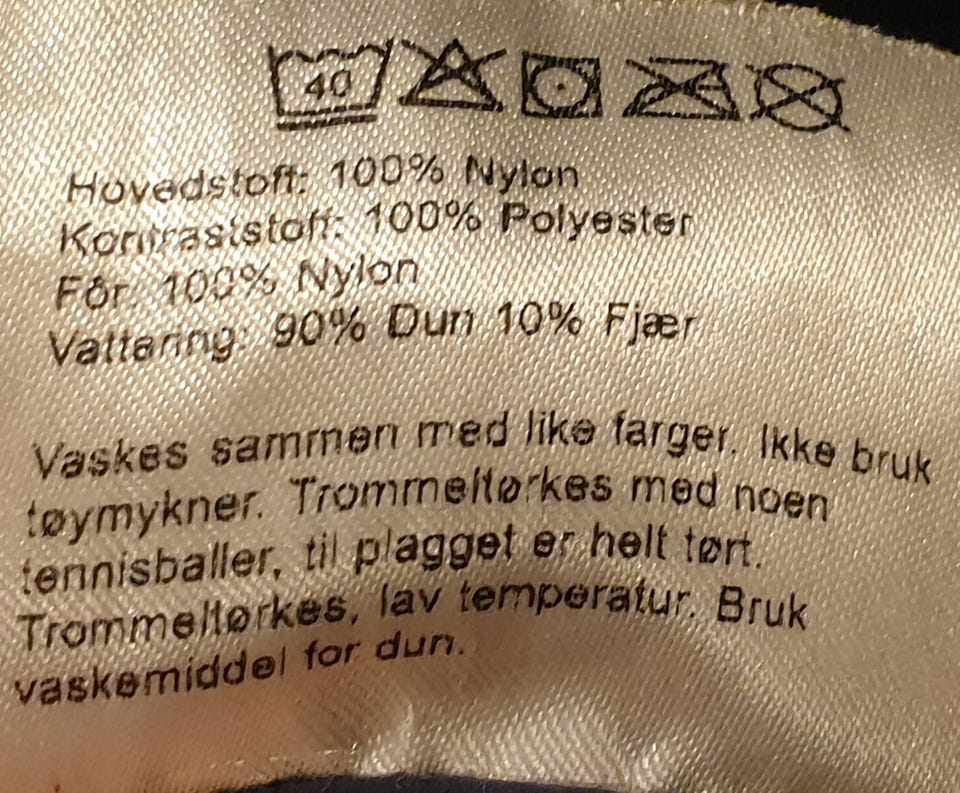 40
Hovedstoff: 100% Nylon
Kontraststoff: 100% Polyester
Fôr: 100% Nylon
Vattering: 90% Dun 10% Fjær
Vaskes sammen med like farger. Ikke bruk
tøymykner. Trommeltørkes med noen
tennisballer, til plagget er helt tørt.
Trommeltørkes, lav temperatur. Bruk
vaskemiddel for dun.